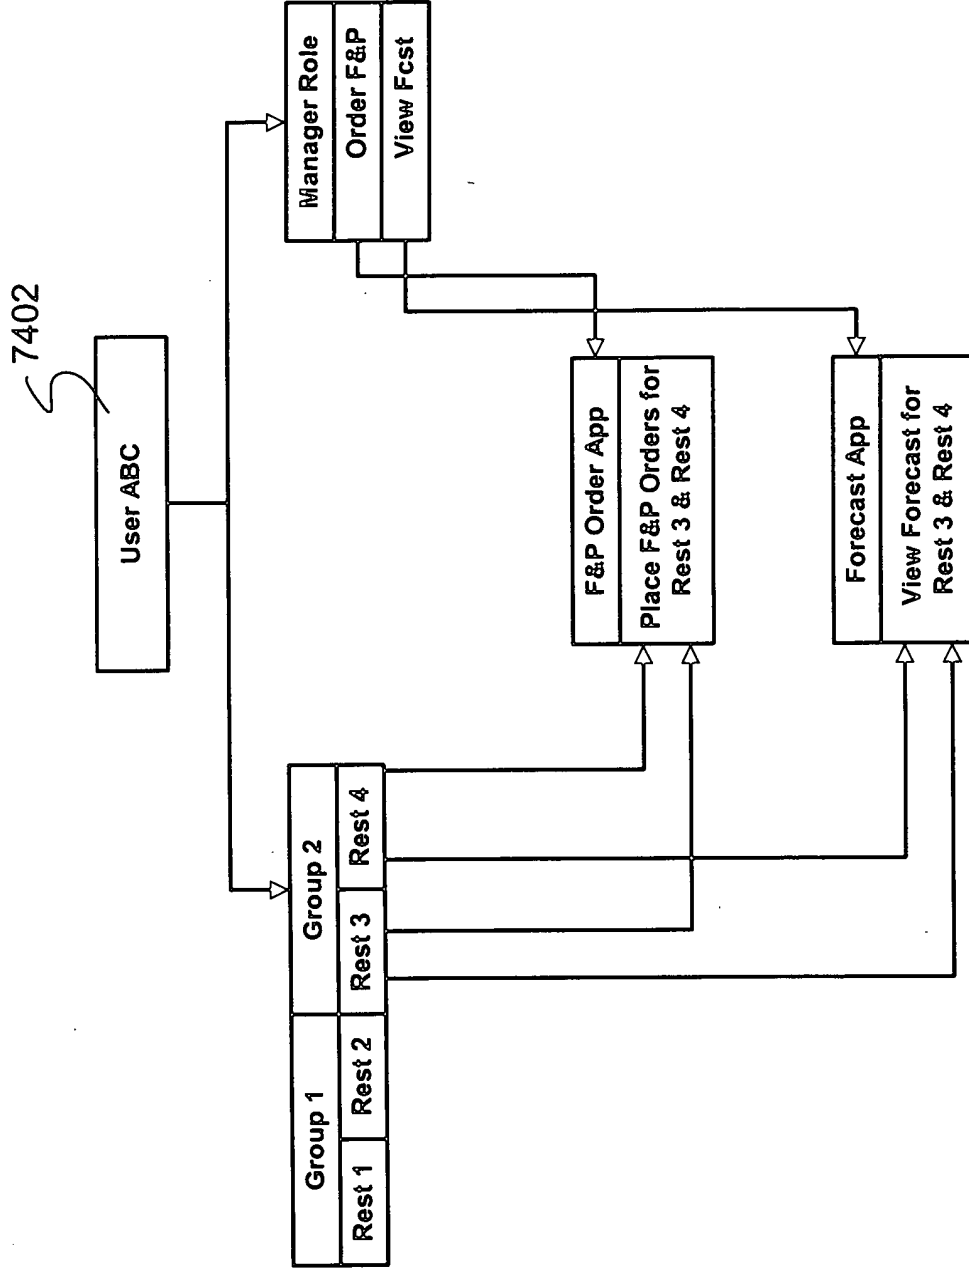 7402
User ABC
Group 1
Group 2
Rest 1
Rest 2
Rest 3
Rest 4
Manager Role
Order F&P
View Fcst
F&P Order App
Place F&P Orders for
Rest 3 & Rest 4
Forecast App
View Forecast for
Rest 3 & Rest 4